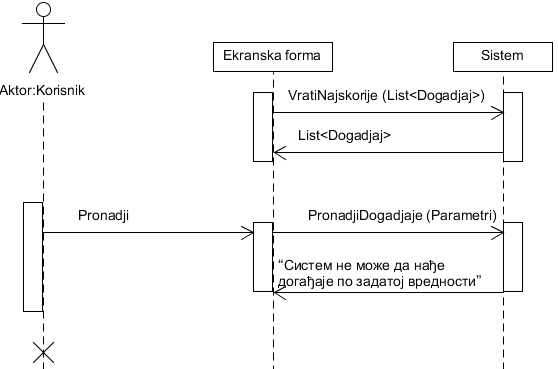 Ekranska forma
Sistem
Aktor:Korisnik
VratiNajskorije (List<Dogadjaj>)
List<Dogadjaj>
Pronadji
PronadjiDogadjaje (Parametri)
“Систем не може да нађе
догађаје по задатој вредности”